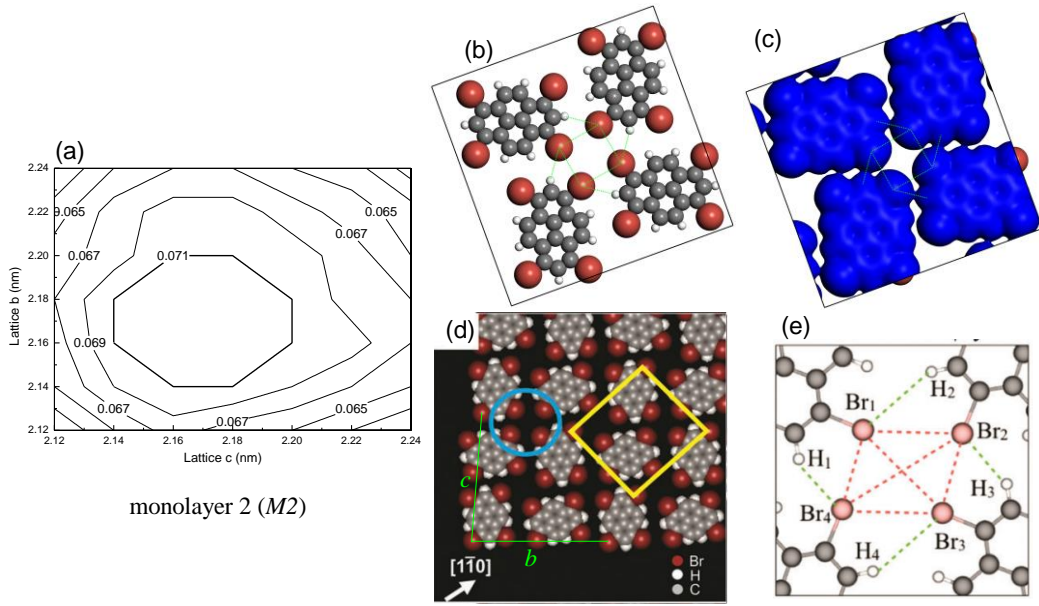 (a)
2.24
2.22
2.20
2.18
2.16
2.14
2.12
Lattice b (nm)
0.065
0.065
0.067
0.067
0.071
0.069
0.067
0.065
0.067
2.12
2.14
2.16
2.18
2.20
2.22
2.24
Lattice c (nm)
monolayer 2 (M2)
(b)
(c)
(d)
c
b
[11̅0]
Br
H
C
(e)
H2
Br1
Br2
H1
H3
Br4
Br3
H4